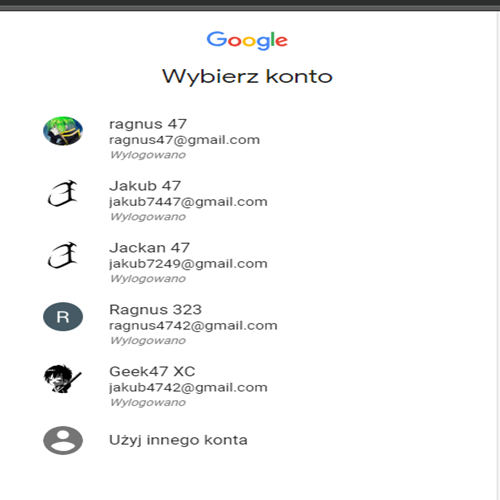 Google
Wybierz konto
ragnus 47
ragnus47@gmail.com
Wylogowano
Jakub 47
jakub7447@gmail.com
Wylogowano
Jackan 47
jakub7249@gmail.com
Wylogowano
R
Ragnus 323
ragnus4742@gmail.com
Wylogowano
Geek47 XC
jakub4742@gmail.com
Wylogowano
Użyj innego konta